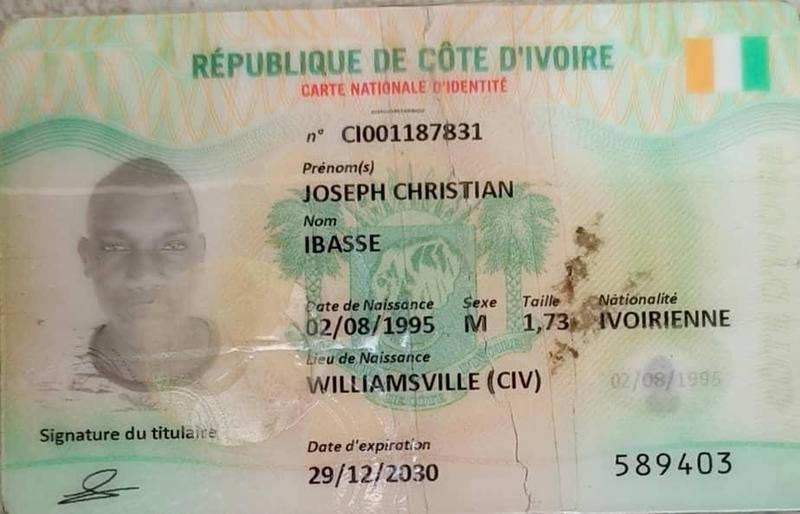 RÉPUBLIQUE DE CÔTE D'IVOIRE
CARTE NATIONALE D'IDENTITÉ
n° CI001187831
Prénom(s)
JOSEPH CHRISTIAN
Nom
IBASSE
Date de Naissance Sexe Taille Nationalité
02/08/1995 M 1,73 IVOIRIENNE
Lieu de Naissance
WILLIAMSVILLE (CIV)
02/08/1995
Signature du titulaire
Date d'expiration
29/12/2030
589403